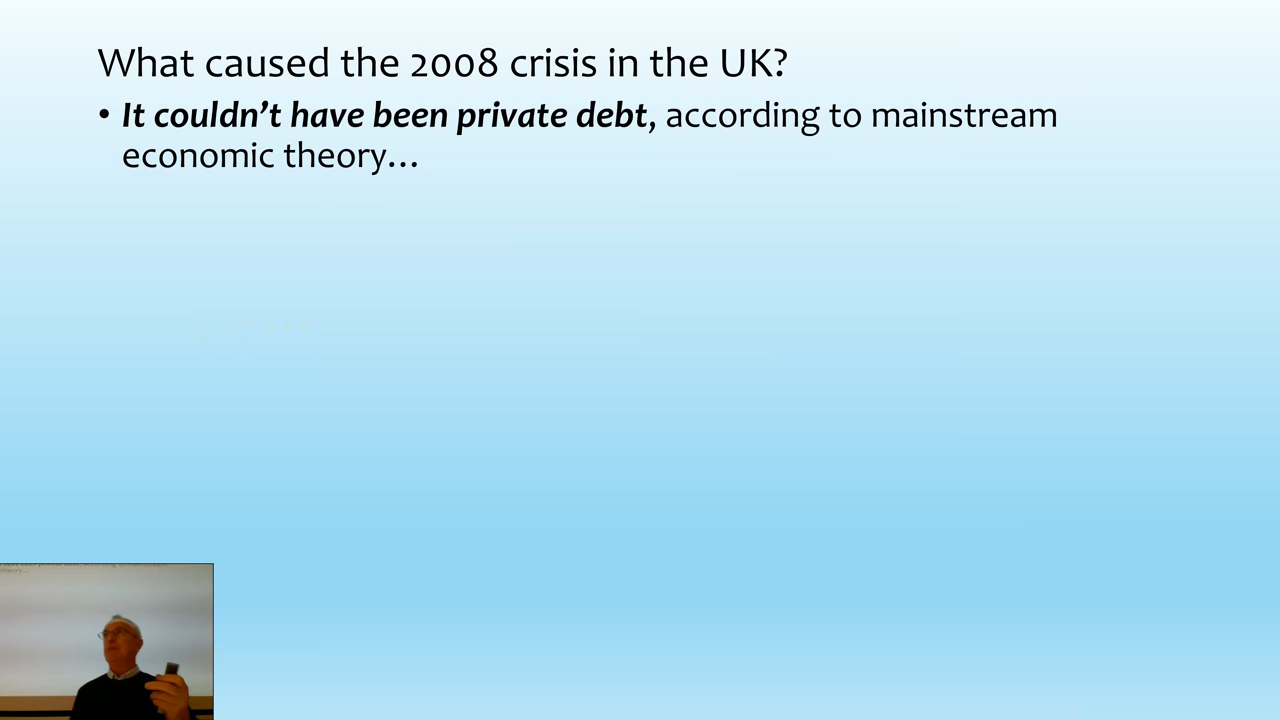 What caused the 2008 crisis in the UK?
• It couldn't have been private debt, according to mainstream
economic theory…